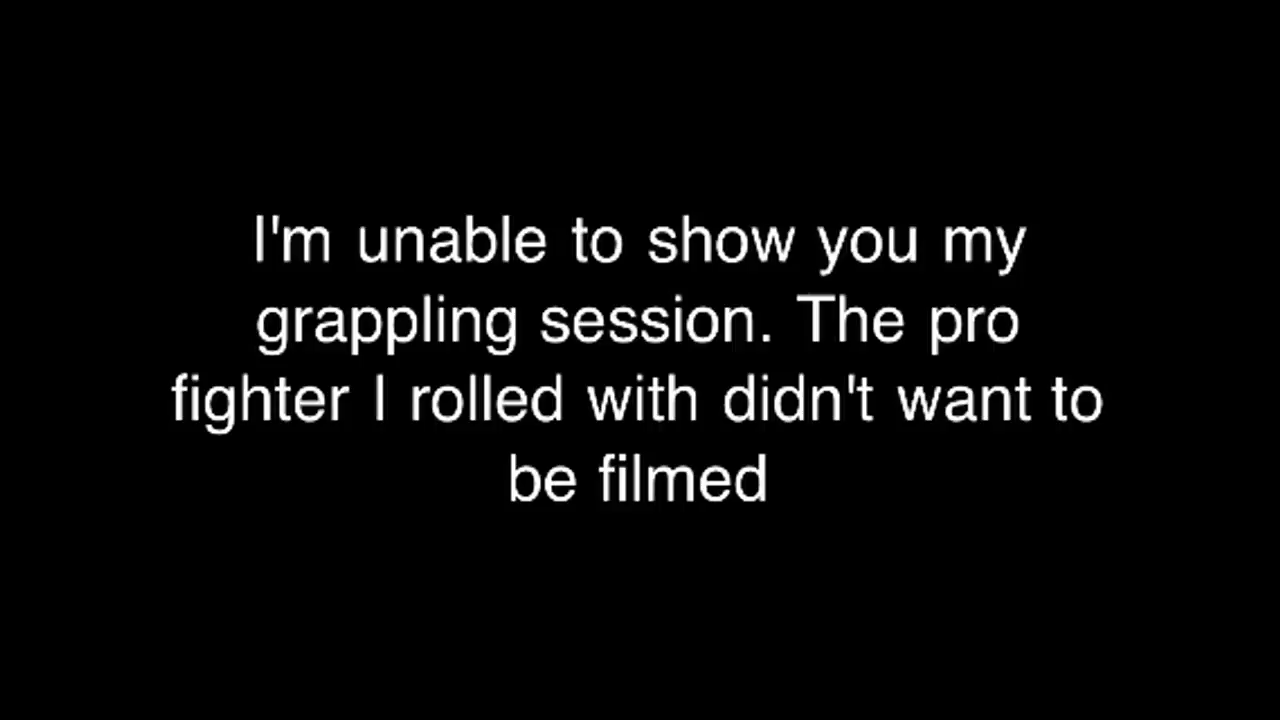 I'm unable to show you my
grappling session. The pro
fighter I rolled with didn't want to
be filmed